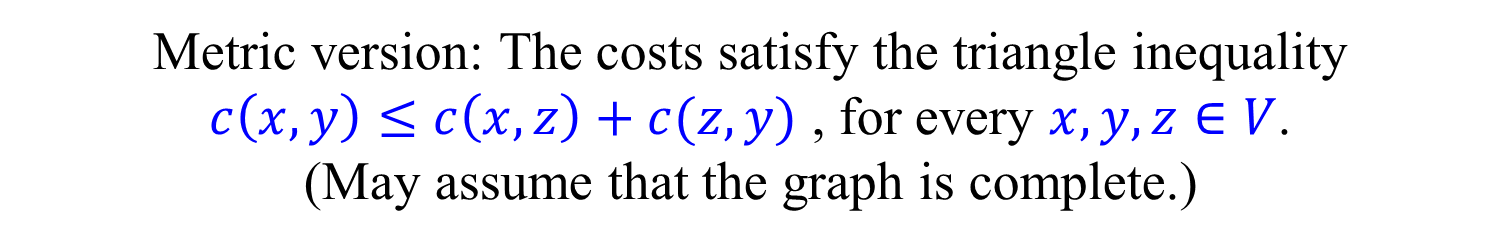 Metric version: The costs satisfy the triangle inequality
c(x, y) ≤ c(x, z) + c(z, y) , for every x, y, z ∈ V.
(May assume that the graph is complete.)